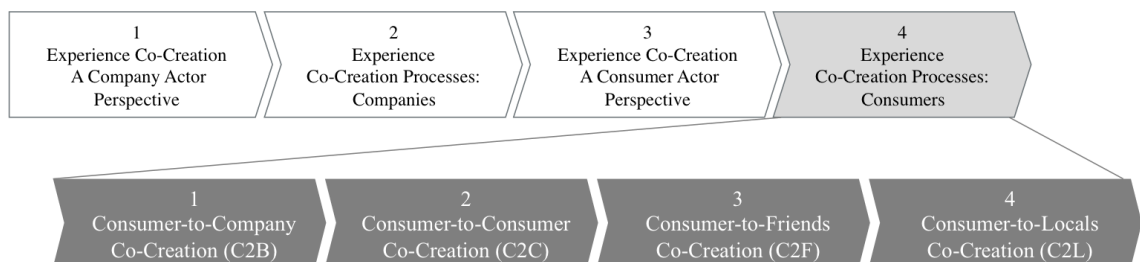 1
Experience Co-Creation
A Company Actor
Perspective
2
Experience
Co-Creation Processes:
Companies
3
Experience Co-Creation
A Consumer Actor
Perspective
4
Experience
Co-Creation Processes:
Consumers
1
Consumer-to-Company
Co-Creation (C2B)
2
Consumer-to-Consumer
Co-Creation (C2C)
3
Consumer-to-Friends
Co-Creation (C2F)
4
Consumer-to-Locals
Co-Creation (C2L)